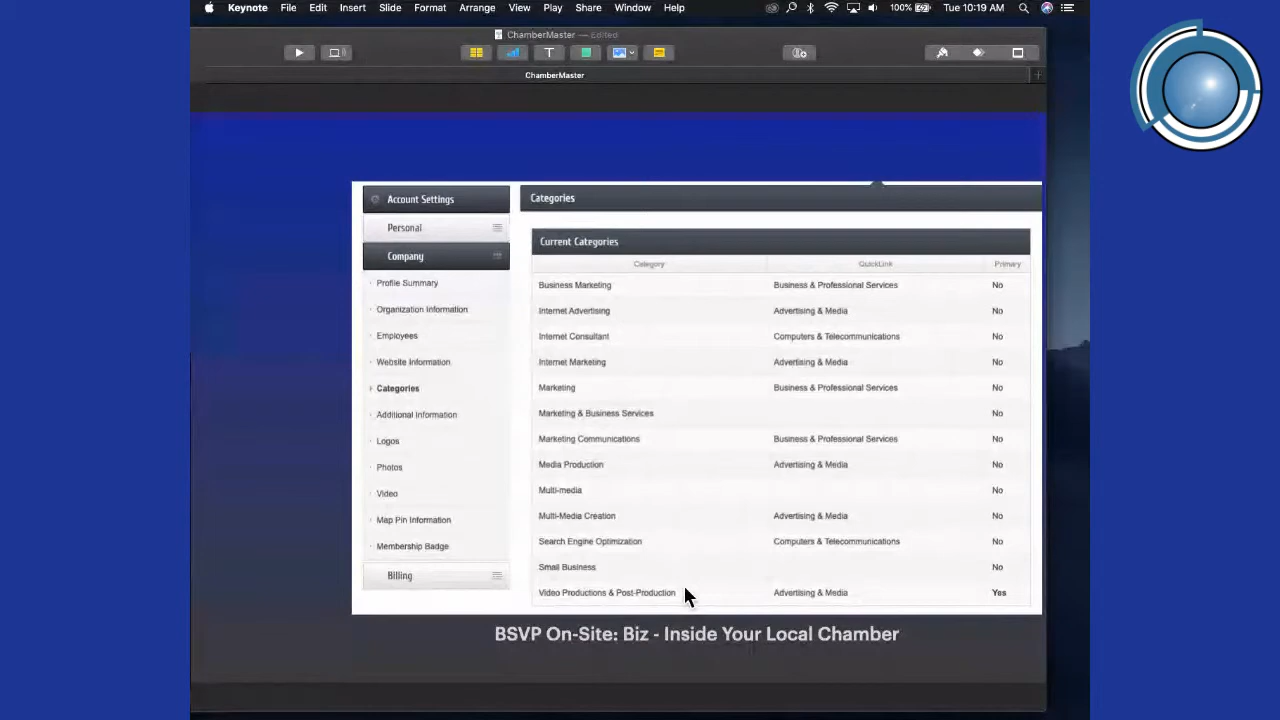 Keynote File Edit Insert Slide Format Arrange View Play Share Window Help 100% Tue 10:19 AM
ChamberMaster — Edited
ChamberMaster
Account Settings
Personal
Company
Profile Summary
Organization Information
Employees
Website Information
Categories
Additional Information
Logos
Photos
Video
Map Pin Information
Membership Badge
Billing
Categories
Current Categories
Category QuickLink Primary
Business Marketing Business & Professional Services No
Internet Advertising Advertising & Media No
Internet Consultant Computers & Telecommunications No
Internet Marketing Advertising & Media No
Marketing Business & Professional Services No
Marketing & Business Services No
Marketing Communications Business & Professional Services No
Media Production Advertising & Media No
Multi-media No
Multi-Media Creation Advertising & Media No
Search Engine Optimization Computers & Telecommunications No
Small Business No
Video Productions & Post-Production Advertising & Media Yes
BSVP On-Site: Biz - Inside Your Local Chamber